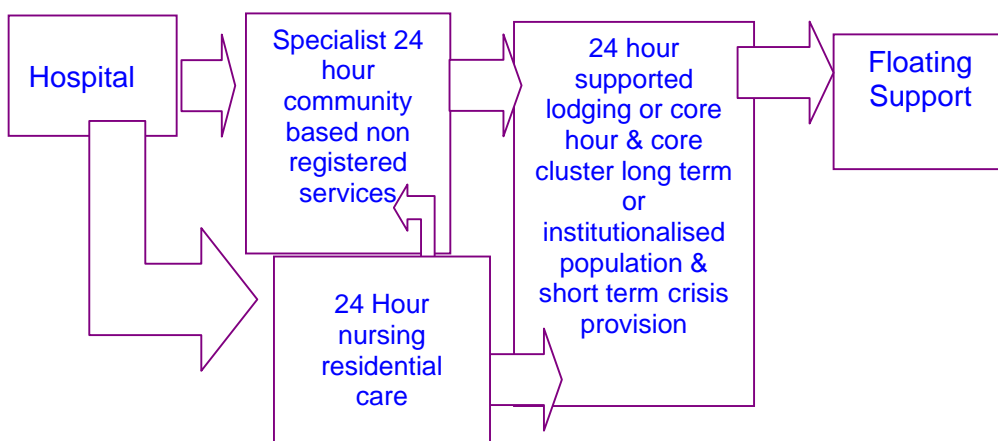 Hospital
Specialist 24
hour
community
based non
registered
services
24 Hour
nursing
residential
care
24 hour
supported
lodging or core
hour & core
cluster long term
or
institutionalised
population &
short term crisis
provision
Floating
Support